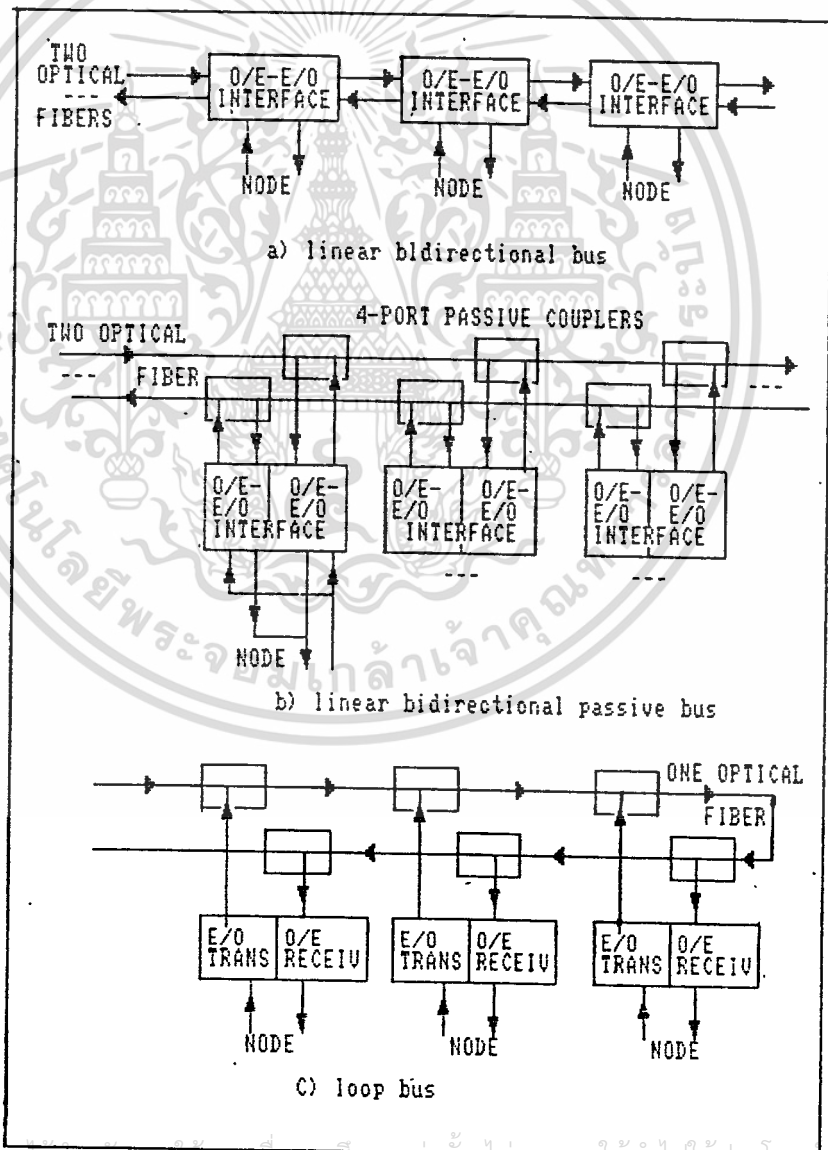 TWO
OPTICAL
---
FIBERS
O/E-E/O
INTERFACE
O/E-E/O
INTERFACE
O/E-E/O
INTERFACE
NODE
NODE
NODE
a) linear bldirectional bus
4-PORT PASSIVE COUPLERS
TWO OPTICAL
--- FIBER
---
---
O/E- O/E-
E/O E/O
INTERFACE
O/E- O/E-
E/O E/O
INTERFACE
---
O/E- O/E-
E/O E/O
INTERFACE
---
NODE
b) linear bidirectional passive bus
ONE OPTICAL
FIBER
E/O O/E
TRANS RECEIV
E/O O/E
TRANS RECEIV
E/O O/E
TRANS RECEIV
NODE
NODE
NODE
C) loop bus